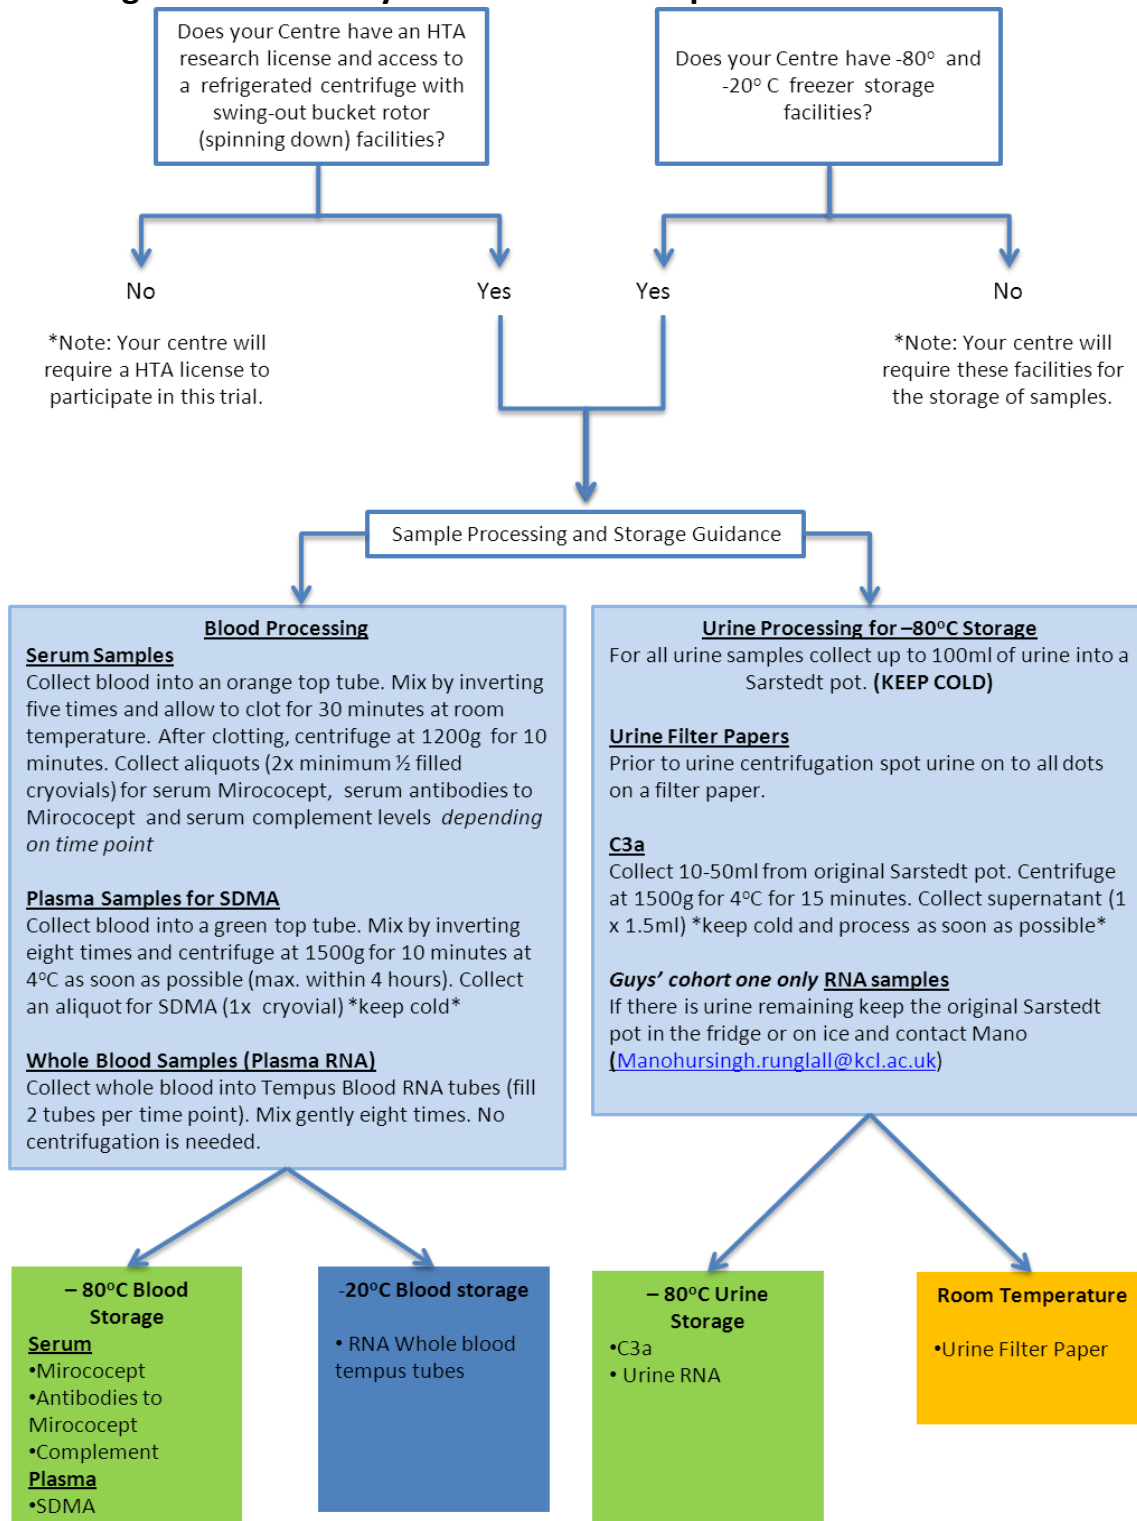 Does your Centre have an HTA
research license and access to
a refrigerated centrifuge with
swing-out bucket rotor
(spinning down) facilities?
Does your Centre have -80º and
-20º C freezer storage
facilities?
No
Yes
Yes
No
*Note: Your centre will
require a HTA license to
participate in this trial.
*Note: Your centre will
require these facilities for
the storage of samples.
Sample Processing and Storage Guidance
Blood Processing
Serum Samples
Collect blood into an orange top tube. Mix by inverting
five times and allow to clot for 30 minutes at room
temperature. After clotting, centrifuge at 1200g for 10
minutes. Collect aliquots (2x minimum ½ filled
cryovials) for serum Mirococept, serum antibodies to
Mirococept and serum complement levels depending
on time point
Plasma Samples for SDMA
Collect blood into a green top tube. Mix by inverting
eight times and centrifuge at 1500g for 10 minutes at
4ºC as soon as possible (max. within 4 hours). Collect
an aliquot for SDMA (1x cryovial) *keep cold*
Whole Blood Samples (Plasma RNA)
Collect whole blood into Tempus Blood RNA tubes (fill
2 tubes per time point). Mix gently eight times. No
centrifugation is needed.
Urine Processing for –80ºC Storage
For all urine samples collect up to 100ml of urine into a
Sarstedt pot. (KEEP COLD)
Urine Filter Papers
Prior to urine centrifugation spot urine on to all dots
on a filter paper.
C3a
Collect 10-50ml from original Sarstedt pot. Centrifuge
at 1500g for 4ºC for 15 minutes. Collect supernatant (1
x 1.5ml) *keep cold and process as soon as possible*
Guys' cohort one only RNA samples
If there is urine remaining keep the original Sarstedt
pot in the fridge or on ice and contact Mano
(Manohursingh.runglall@kcl.ac.uk)
– 80ºC Blood
Storage
Serum
•Mirococept
•Antibodies to
Mirococept
•Complement
Plasma
•SDMA
-20ºC Blood storage
• RNA Whole blood
tempus tubes
– 80ºC Urine
Storage
•C3a
• Urine RNA
Room Temperature
•Urine Filter Paper